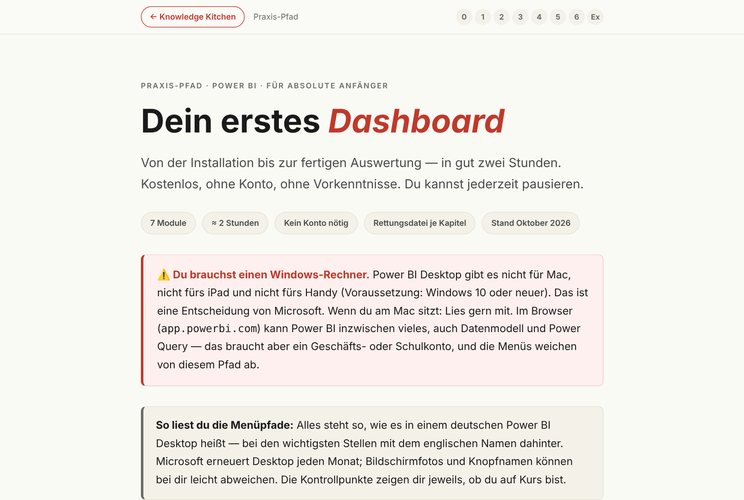 ← Knowledge Kitchen Praxis-Pfad 0 1 2 3 4 5 6 Ex
PRAXIS-PFAD · POWER BI · FÜR ABSOLUTE ANFÄNGER
Dein erstes Dashboard
Von der Installation bis zur fertigen Auswertung — in gut zwei Stunden.
Kostenlos, ohne Konto, ohne Vorkenntnisse. Du kannst jederzeit pausieren.
7 Module ≈ 2 Stunden Kein Konto nötig Rettungsdatei je Kapitel Stand Oktober 2026
⚠️ Du brauchst einen Windows-Rechner. Power BI Desktop gibt es nicht für Mac,
nicht fürs iPad und nicht fürs Handy (Voraussetzung: Windows 10 oder neuer). Das ist
eine Entscheidung von Microsoft. Wenn du am Mac sitzt: Lies gern mit. Im Browser
(app.powerbi.com) kann Power BI inzwischen vieles, auch Datenmodell und Power
Query — das braucht aber ein Geschäfts- oder Schulkonto, und die Menüs weichen
von diesem Pfad ab.
So liest du die Menüpfade: Alles steht so, wie es in einem deutschen Power BI
Desktop heißt — bei den wichtigsten Stellen mit dem englischen Namen dahinter.
Microsoft erneuert Desktop jeden Monat; Bildschirmfotos und Knopfnamen können
bei dir leicht abweichen. Die Kontrollpunkte zeigen dir jeweils, ob du auf Kurs bist.